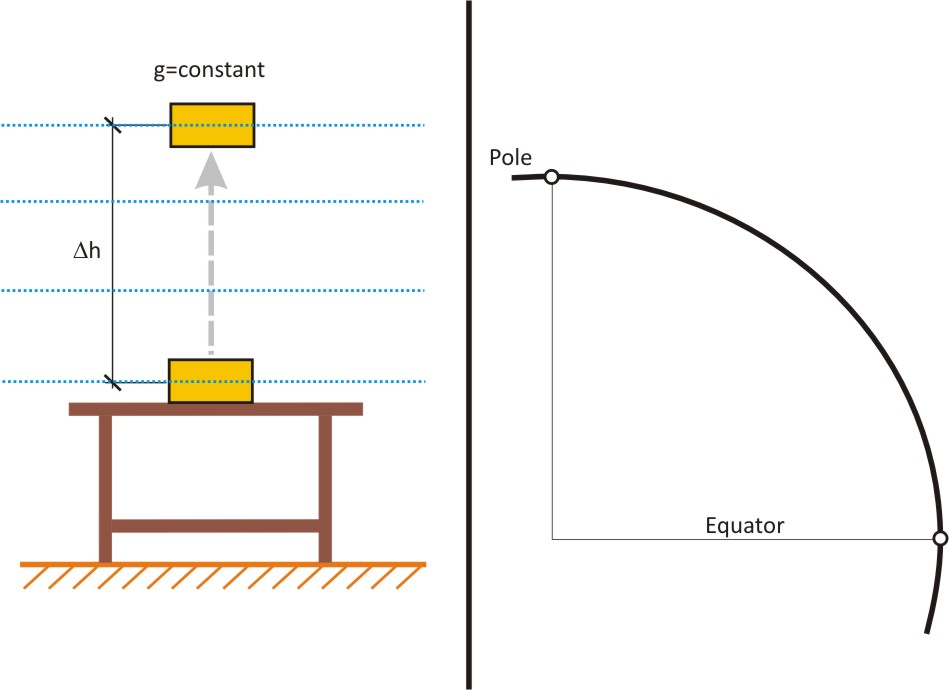 g=constant
Δh
Pole
Equator